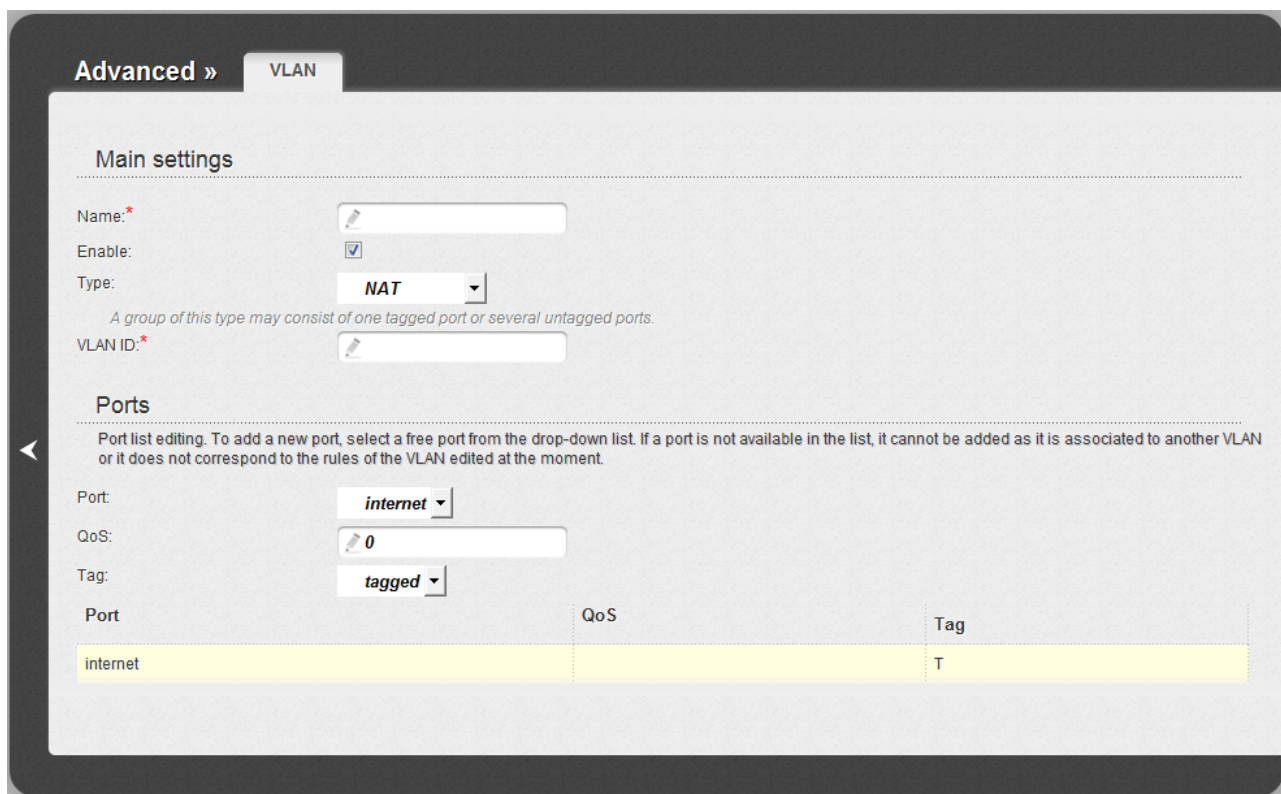 Advanced » VLAN
Main settings
Name:*
Enable:
Type: NAT
A group of this type may consist of one tagged port or several untagged ports.
VLAN ID:*
Ports
Port list editing. To add a new port, select a free port from the drop-down list. If a port is not available in the list, it cannot be added as it is associated to another VLAN
or it does not correspond to the rules of the VLAN edited at the moment.
Port: internet
QoS: 0
Tag: tagged
Port QoS Tag
internet T